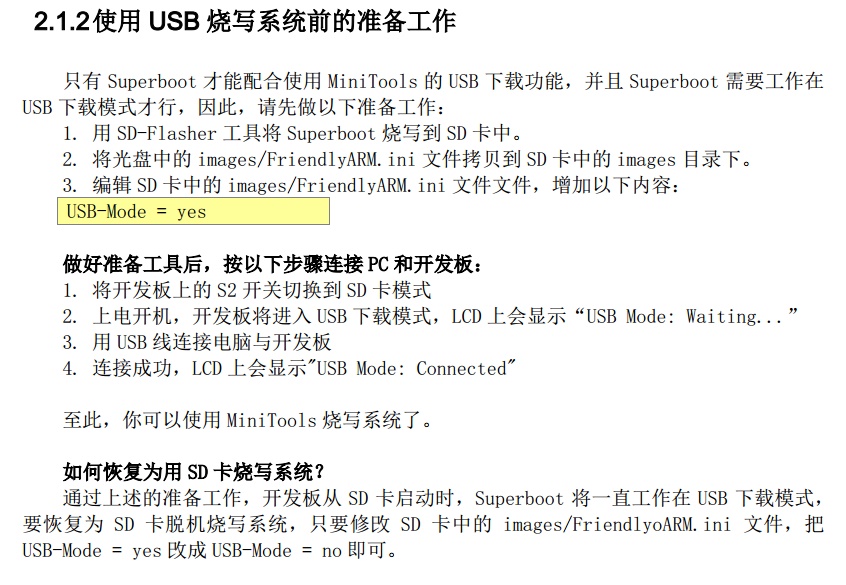 2.1.2使用 USB 烧写系统前的准备工作
只有 Superboot 才能配合使用 MiniTools 的 USB 下载功能，并且 Superboot 需要工作在
USB 下载模式才行，因此，请先做以下准备工作：
1. 用 SD-Flasher 工具将 Superboot 烧写到 SD 卡中。
2. 将光盘中的 images/FriendlyARM.ini 文件拷贝到 SD 卡中的 images 目录下。
3. 编辑 SD 卡中的 images/FriendlyARM.ini 文件文件，增加以下内容：
USB-Mode = yes
做好准备工具后，按以下步骤连接 PC 和开发板：
1. 将开发板上的 S2 开关切换到 SD 卡模式
2. 上电开机，开发板将进入 USB 下载模式，LCD 上会显示“USB Mode: Waiting...”
3. 用 USB 线连接电脑与开发板
4. 连接成功，LCD 上会显示"USB Mode: Connected"
至此，你可以使用 MiniTools 烧写系统了。
如何恢复为用 SD 卡烧写系统？
通过上述的准备工作，开发板从 SD 卡启动时，Superboot 将一直工作在 USB 下载模式，
要恢复为 SD 卡脱机烧写系统，只要修改 SD 卡中的 images/FriendlyoARM.ini 文件，把
USB-Mode = yes 改成 USB-Mode = no 即可。